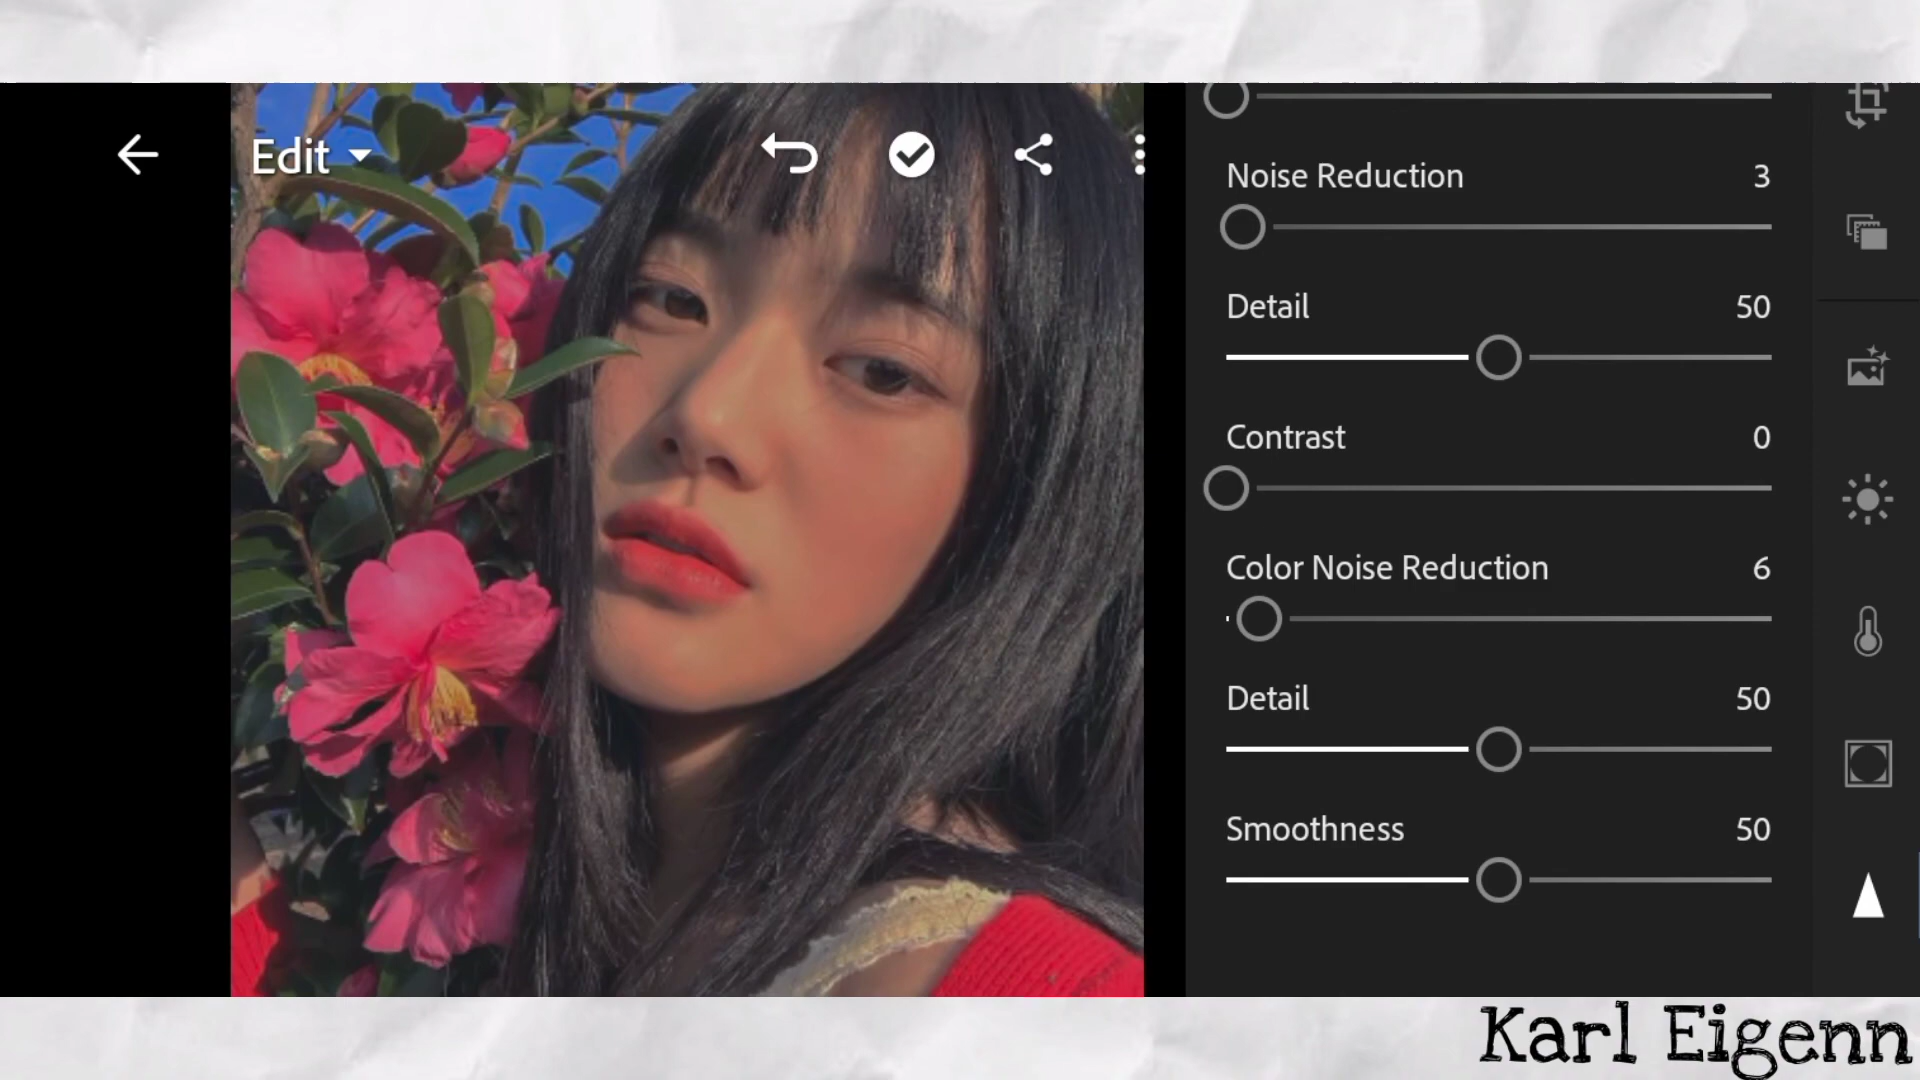 Edit
Noise Reduction 3
Detail 50
Contrast 0
Color Noise Reduction 6
Detail 50
Smoothness 50
Karl Eigenn